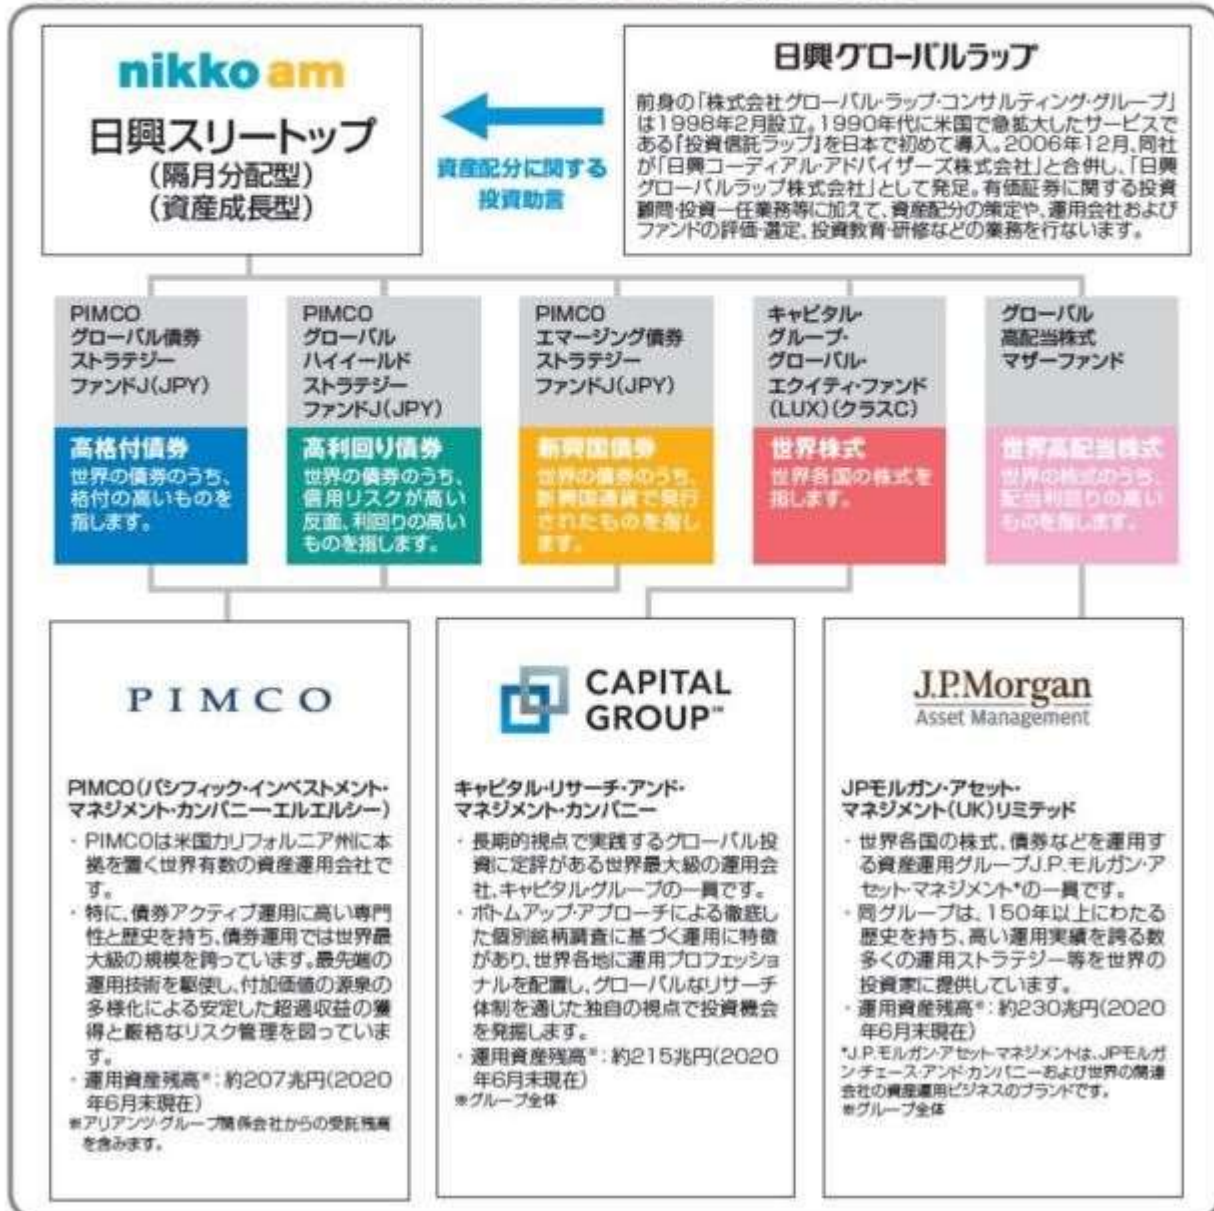 nikko am
日興スリートップ
(隔月分配型)
(資産成長型)
資産配分に関する
投資助言
日興グローバルラップ
前身の「株式会社グローバル・ラップ・コンサルティング・グループ」
は1998年2月設立。1990年代に米国で急拡大したサービスで
ある『投資信託ラップ』を日本で初めて導入。2006年12月、同社
が「日興コーディアル・アドバイザーズ株式会社」と合併し、「日興
グローバルラップ株式会社」として発足。有価証券に関する投資
顧問・投資一任業務等に加えて、資産配分の策定や、運用会社および
ファンドの評価・選定、投資教育・研修などの業務を行ないます。
PIMCO
グローバル債券
ストラテジー
ファンドJ(JPY)
高格付債券
世界の債券のうち、
格付の高いものを
指します。
PIMCO
グローバル
ハイイールド
ストラテジー
ファンドJ(JPY)
高利回り債券
世界の債券のうち、
信用リスクが高い
反面、利回りの高い
ものを指します。
PIMCO
エマージング債券
ストラテジー
ファンドJ(JPY)
新興国債券
世界の債券のうち、
新興国通貨で発行
されたものを指し
ます。
キャピタル・
グループ・
グローバル・
エクイティ・ファンド
(LUX)(クラスC)
世界株式
世界各国の株式を
指します。
グローバル
高配当株式
マザーファンド
世界高配当株式
世界の株式のうち、
配当利回りの高い
ものを指します。
PIMCO
PIMCO(パシフィック・インベストメント・
マネジメント・カンパニー・エルエルシー)
・PIMCOは米国カリフォルニア州に本
拠を置く世界有数の資産運用会社で
す。
・特に、債券アクティブ運用に高い専門
性と歴史を持ち、債券運用では世界最
大級の規模を誇っています。最先端の
運用技術を駆使し、付加価値の源泉の
多様化による安定した超過収益の獲
得と厳格なリスク管理を図っていま
す。
・運用資産残高※:約207兆円(2020
年6月末現在)
※アリアンツ・グループ関係会社からの受託残高
を含みます。
CAPITAL
GROUP℠
キャピタル・リサーチ・アンド・
マネジメント・カンパニー
・長期的視点で実践するグローバル投
資に定評がある世界最大級の運用会
社、キャピタル・グループの一員です。
・ボトムアップ・アプローチによる徹底し
た個別銘柄調査に基づく運用に特徴
があり、世界各地に運用プロフェッショ
ナルを配置し、グローバルなリサーチ
体制を通じた独自の視点で投資機会
を発掘します。
・運用資産残高※:約215兆円(2020
年6月末現在)
※グループ全体
J.P.Morgan
Asset Management
JPモルガン・アセット・
マネジメント(UK)リミテッド
・世界各国の株式、債券などを運用す
る資産運用グループJ.P.モルガン・ア
セット・マネジメント*の一員です。
・同グループは、150年以上にわたる
歴史を持ち、高い運用実績を誇る数
多くの運用ストラテジー等を世界の
投資家に提供しています。
・運用資産残高※:約230兆円(2020
年6月末現在)
*J.P.モルガン・アセット・マネジメントは、JPモルガ
ン・チェース・アンド・カンパニーおよび世界の関連
会社の資産運用ビジネスのブランドです。
※グループ全体